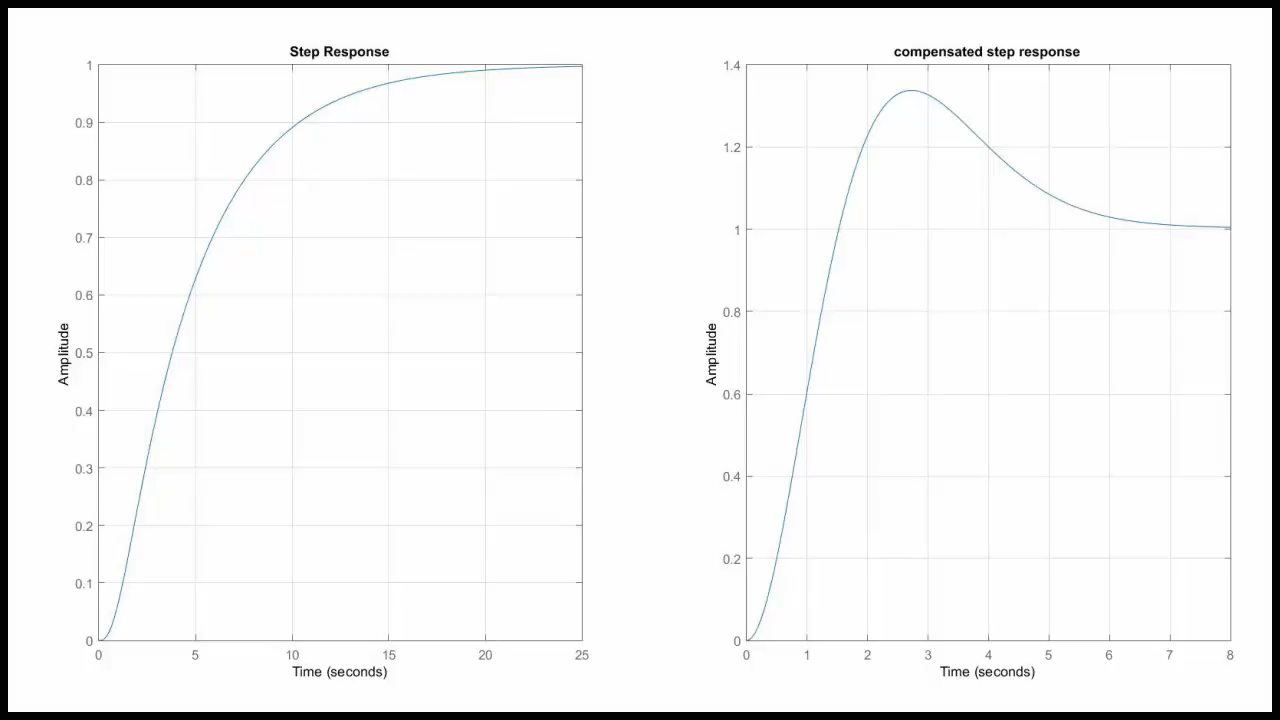 Step Response
1
0.9
0.8
0.7
0.6
0.5
0.4
0.3
0.2
0.1
0
Amplitude
0 5 10 15 20 25
Time (seconds)
compensated step response
1.4
1.2
1
0.8
0.6
0.4
0.2
0
Amplitude
0 1 2 3 4 5 6 7 8
Time (seconds)